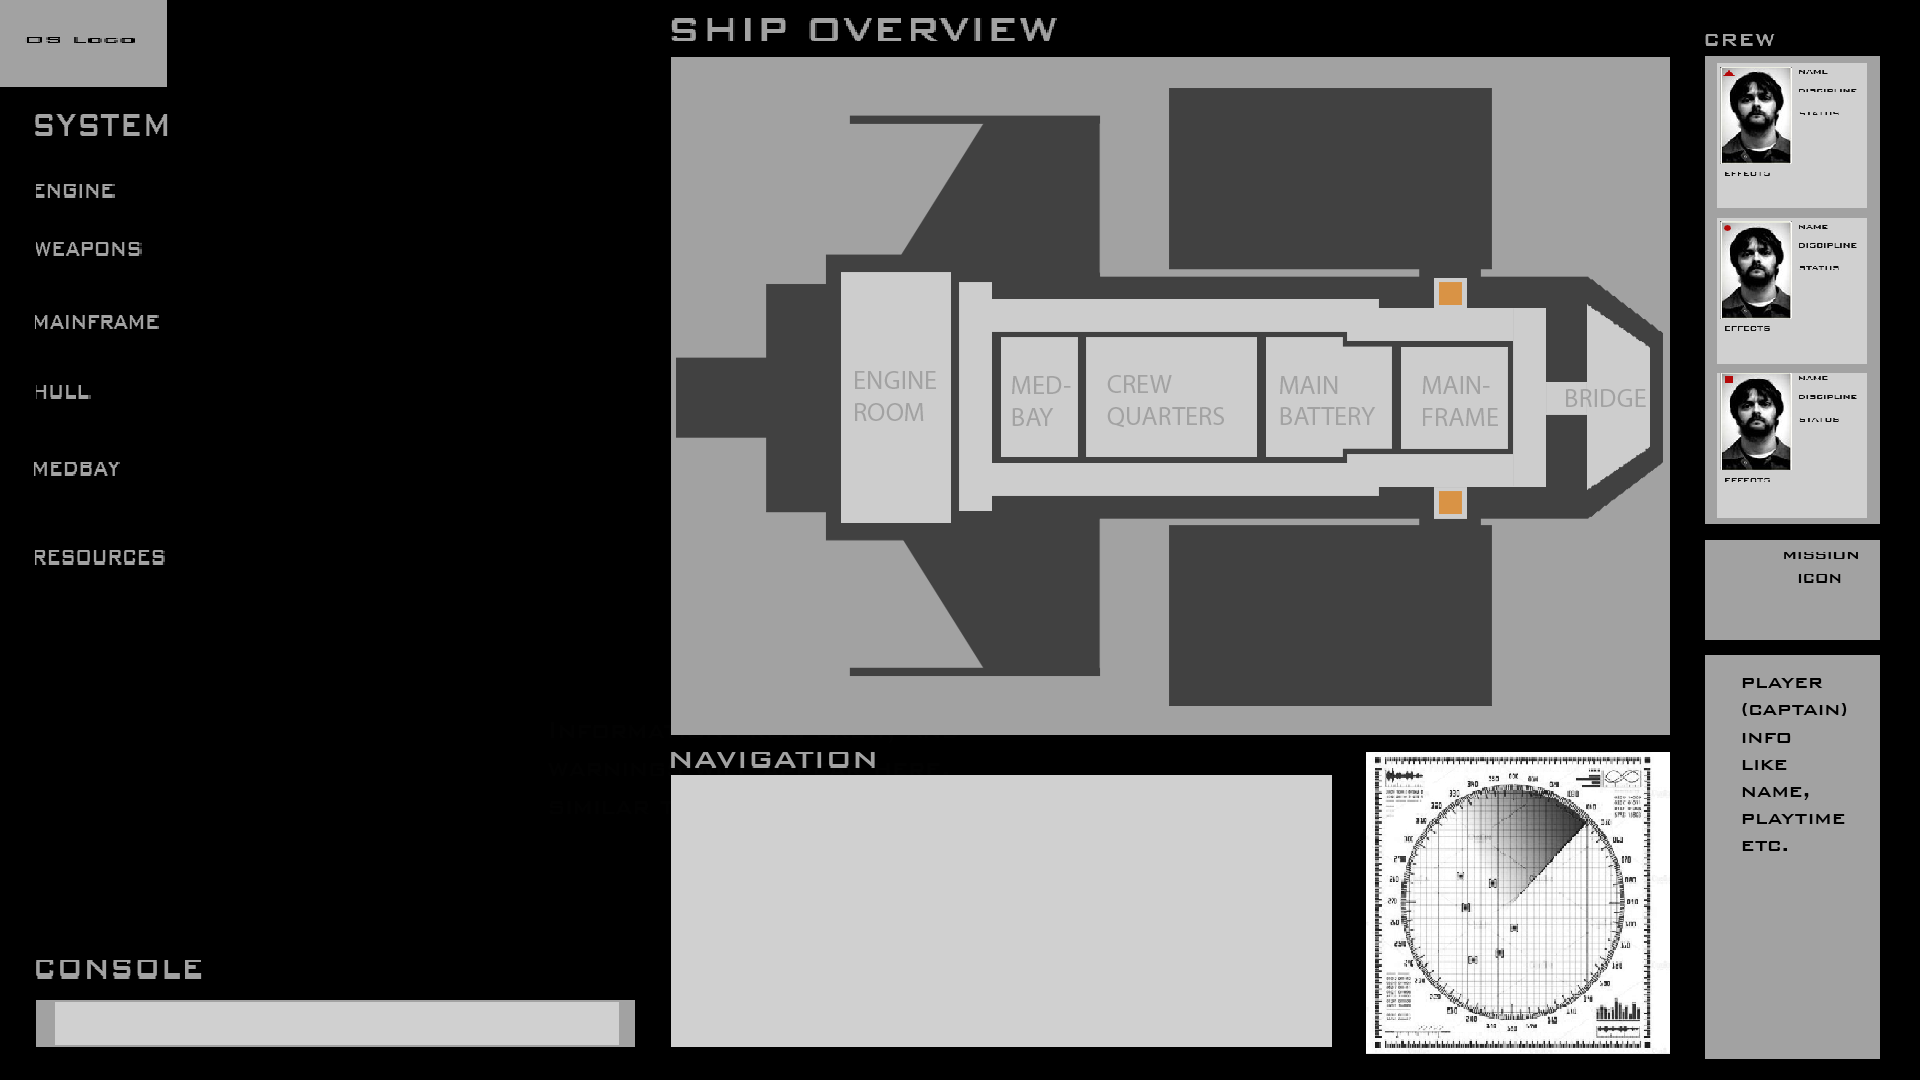 OS Logo
SYSTEM
ENGINE
WEAPONS
MAINFRAME
HULL
MEDBAY
RESOURCES
CONSOLE
SHIP OVERVIEW
ENGINE
ROOM
MED-
BAY
CREW
QUARTERS
MAIN
BATTERY
MAIN-
FRAME
BRIDGE
NAVIGATION
CREW
NAME
DISCIPLINE
STATUS
EFFECTS
NAME
DISCIPLINE
STATUS
EFFECTS
NAME
DISCIPLINE
STATUS
EFFECTS
MISSION
ICON
PLAYER
(CAPTAIN)
INFO
LIKE
NAME,
PLAYTIME
ETC.